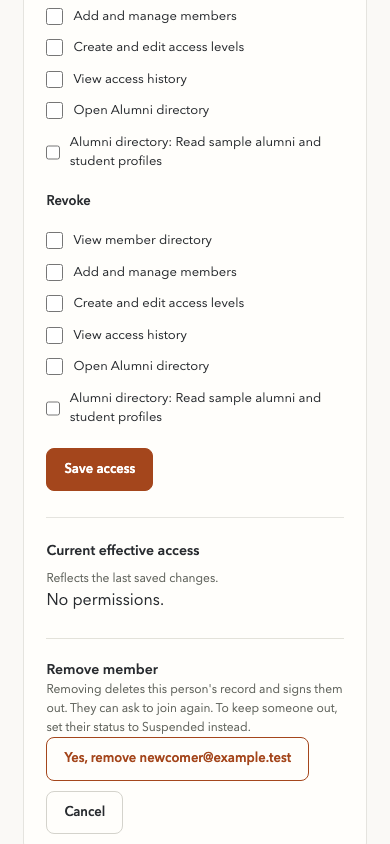 Add and manage members
Create and edit access levels
View access history
Open Alumni directory
Alumni directory: Read sample alumni and
student profiles
Revoke
View member directory
Add and manage members
Create and edit access levels
View access history
Open Alumni directory
Alumni directory: Read sample alumni and
student profiles
Save access
Current effective access
Reflects the last saved changes.
No permissions.
Remove member
Removing deletes this person's record and signs them
out. They can ask to join again. To keep someone out,
set their status to Suspended instead.
Yes, remove newcomer@example.test
Cancel